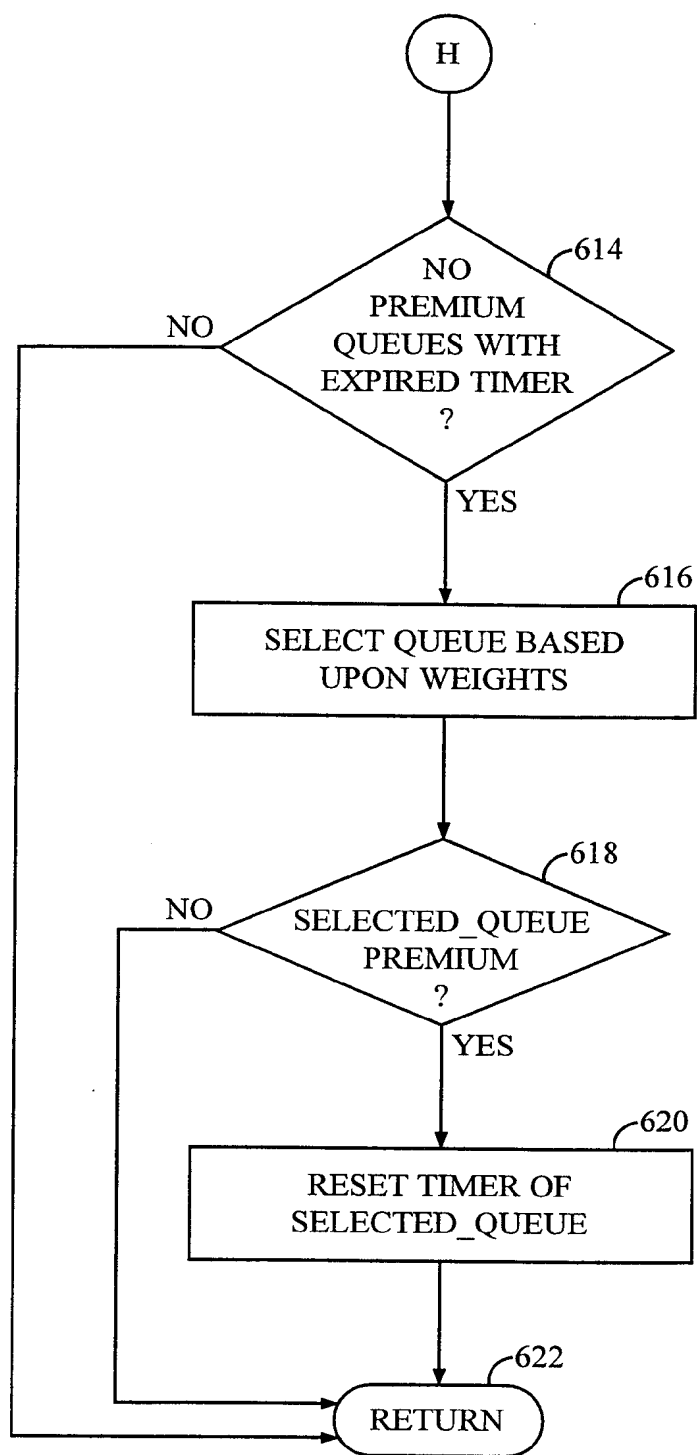 H
614
NO
PREMIUM
QUEUES WITH
EXPIRED TIMER
?
NO
YES
616
SELECT QUEUE BASED
UPON WEIGHTS
618
NO
SELECTED_QUEUE
PREMIUM
?
YES
620
RESET TIMER OF
SELECTED_QUEUE
622
RETURN